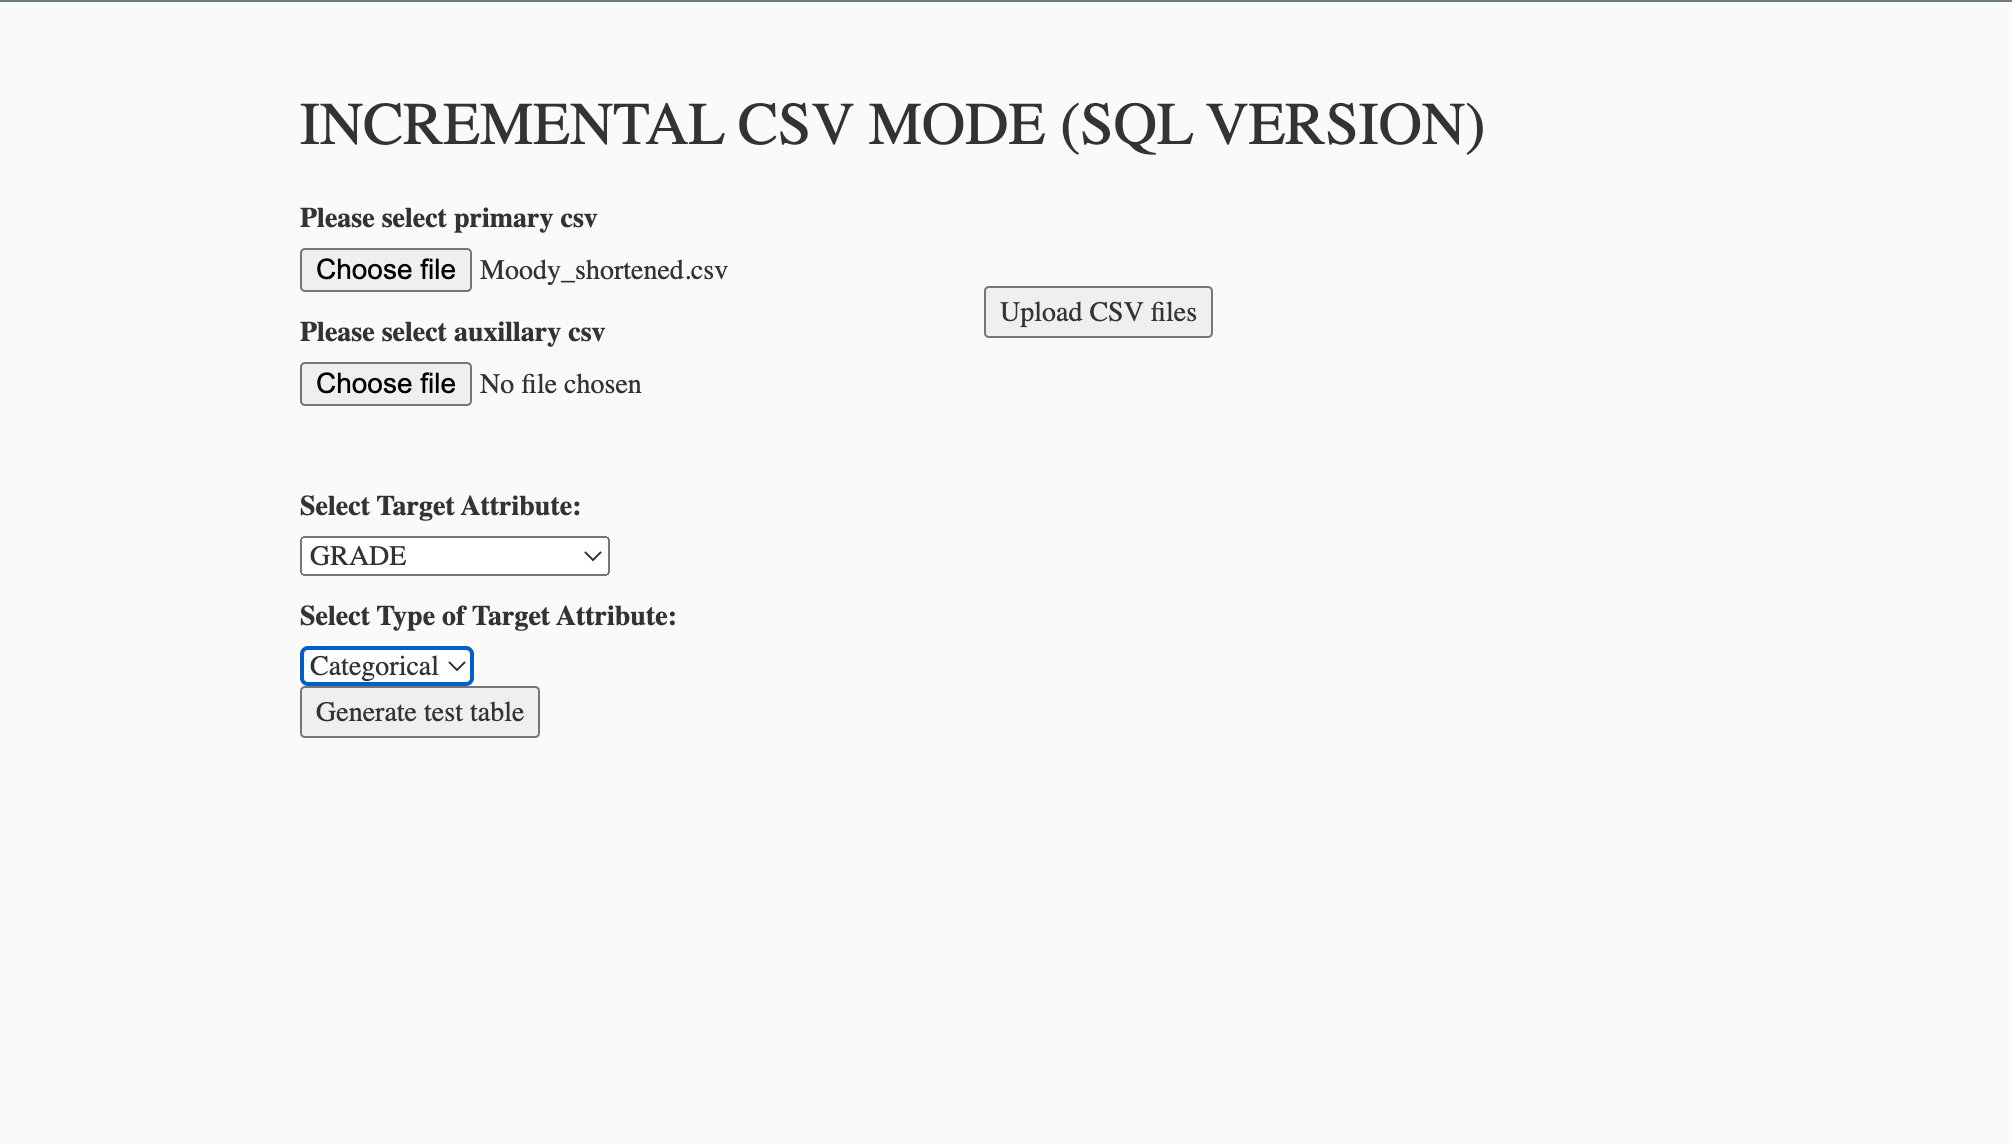 INCREMENTAL CSV MODE (SQL VERSION)
Please select primary csv
Choose file Moody_shortened.csv
Upload CSV files
Please select auxillary csv
Choose file No file chosen
Select Target Attribute:
GRADE
Select Type of Target Attribute:
Categorical
Generate test table